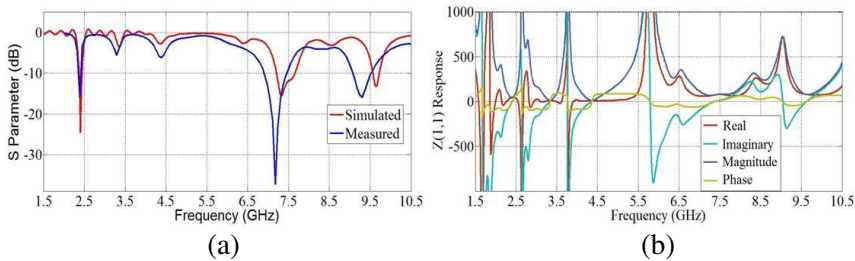 0
-10
-20
-30
S Parameter (dB)
Simulated
Measured
1.5 2.5 3.5 4.5 5.5 6.5 7.5 8.5 9.5 10.5
Frequency (GHz)
(a)
1000
500
0
-500
Z(1,1) Response
Real
Imaginary
Magnitude
Phase
1.5 2.5 3.5 4.5 5.5 6.5 7.5 8.5 9.5 10.5
Frequency (GHz)
(b)